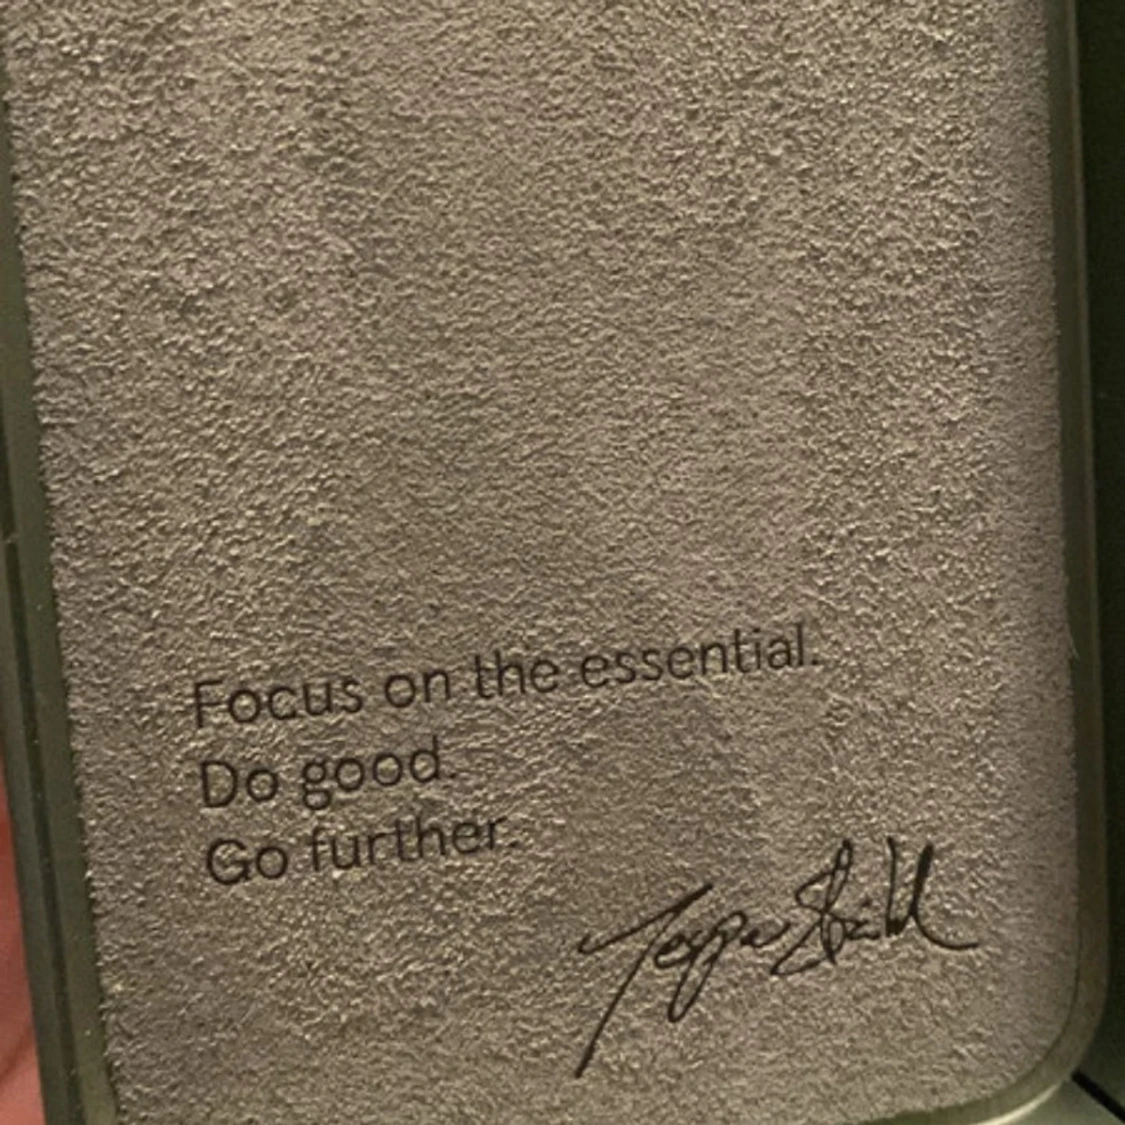 Focus on the essential.
Do good.
Go further.